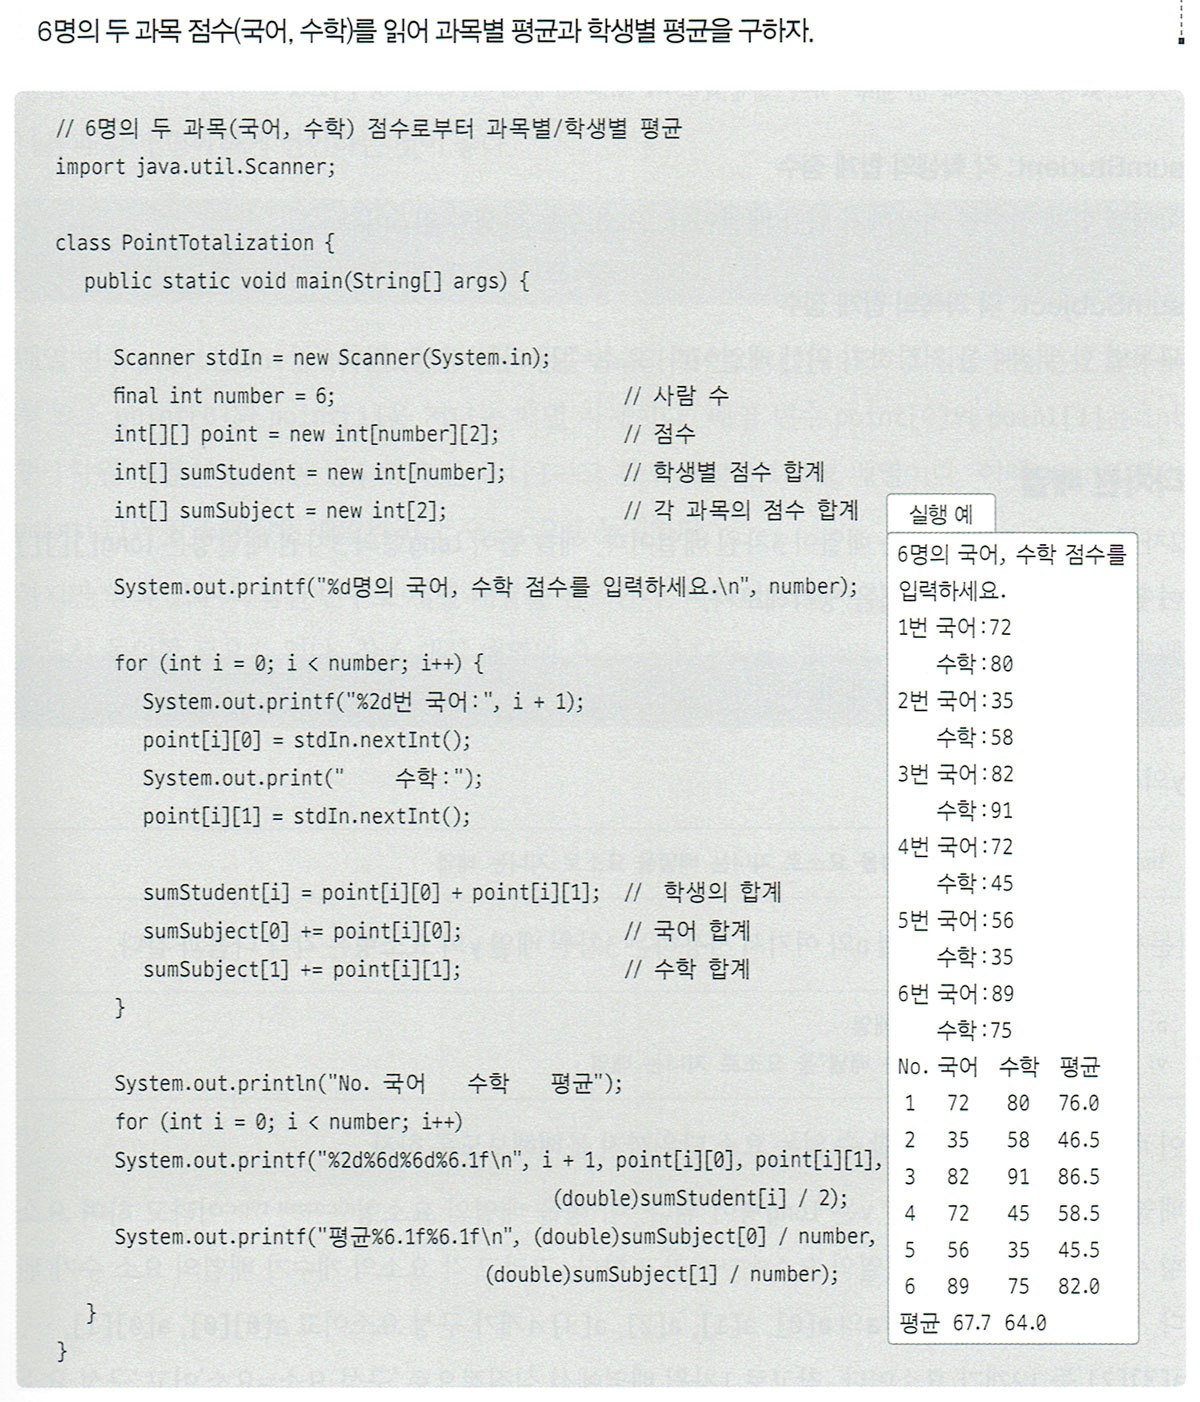 6명의 두 과목 점수(국어, 수학)를 읽어 과목별 평균과 학생별 평균을 구하자.
// 6명의 두 과목(국어, 수학) 점수로부터 과목별/학생별 평균
import java.util.Scanner;
class PointTotalization {
public static void main(String[] args) {
Scanner stdIn = new Scanner(System.in);
final int number = 6; // 사람 수
int[][] point = new int[number][2]; // 점수
int[] sumStudent = new int[number]; // 학생별 점수 합계
int[] sumSubject = new int[2]; // 각 과목의 점수 합계
System.out.printf("%d명의 국어, 수학 점수를 입력하세요.\n", number);
for (int i = 0; i < number; i++) {
System.out.printf("%2d번 국어:", i + 1);
point[i][0] = stdIn.nextInt();
System.out.print("    수학:");
point[i][1] = stdIn.nextInt();
sumStudent[i] = point[i][0] + point[i][1]; // 학생의 합계
sumSubject[0] += point[i][0]; // 국어 합계
sumSubject[1] += point[i][1]; // 수학 합계
}
System.out.println("No. 국어    수학    평균");
for (int i = 0; i < number; i++)
System.out.printf("%2d%6d%6d%6.1f\n", i + 1, point[i][0], point[i][1],
(double)sumStudent[i] / 2);
System.out.printf("평균%6.1f%6.1f\n", (double)sumSubject[0] / number,
(double)sumSubject[1] / number);
}
}
실행 예
6명의 국어, 수학 점수를
입력하세요.
1번 국어:72
수학:80
2번 국어:35
수학:58
3번 국어:82
수학:91
4번 국어:72
수학:45
5번 국어:56
수학:35
6번 국어:89
수학:75
No. 국어 수학 평균
1 72 80 76.0
2 35 58 46.5
3 82 91 86.5
4 72 45 58.5
5 56 35 45.5
6 89 75 82.0
평균 67.7 64.0